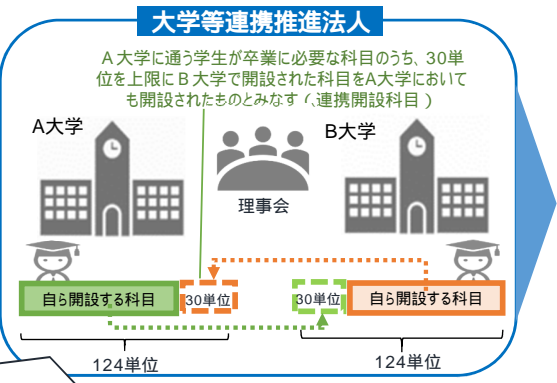 大学等連携推進法人
A大学に通う学生が卒業に必要な科目のうち、30単
位を上限にB大学で開設された科目をA大学において
も開設されたものとみなす（、連携開設科目）
A大学
B大学
理事会
自ら開設する科目
30単位
30単位
自ら開設する科目
124単位
124単位